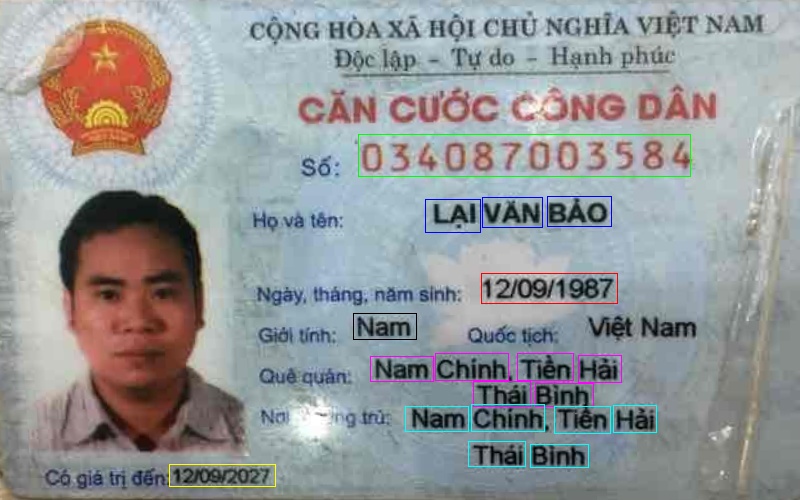 CỘNG HÒA XÃ HỘI CHỦ NGHĨA VIỆT NAM
Độc lập - Tự do - Hạnh phúc
CĂN CƯỚC CÔNG DÂN
Số: 034087003584
Họ và tên: LẠI VĂN BẢO
Ngày, tháng, năm sinh: 12/09/1987
Giới tính: Nam Quốc tịch: Việt Nam
Quê quán: Nam Chính, Tiền Hải
Thái Bình
Nơi trú: Nam Chính, Tiền Hải
Thái Bình
Có giá trị đến: 12/09/2027